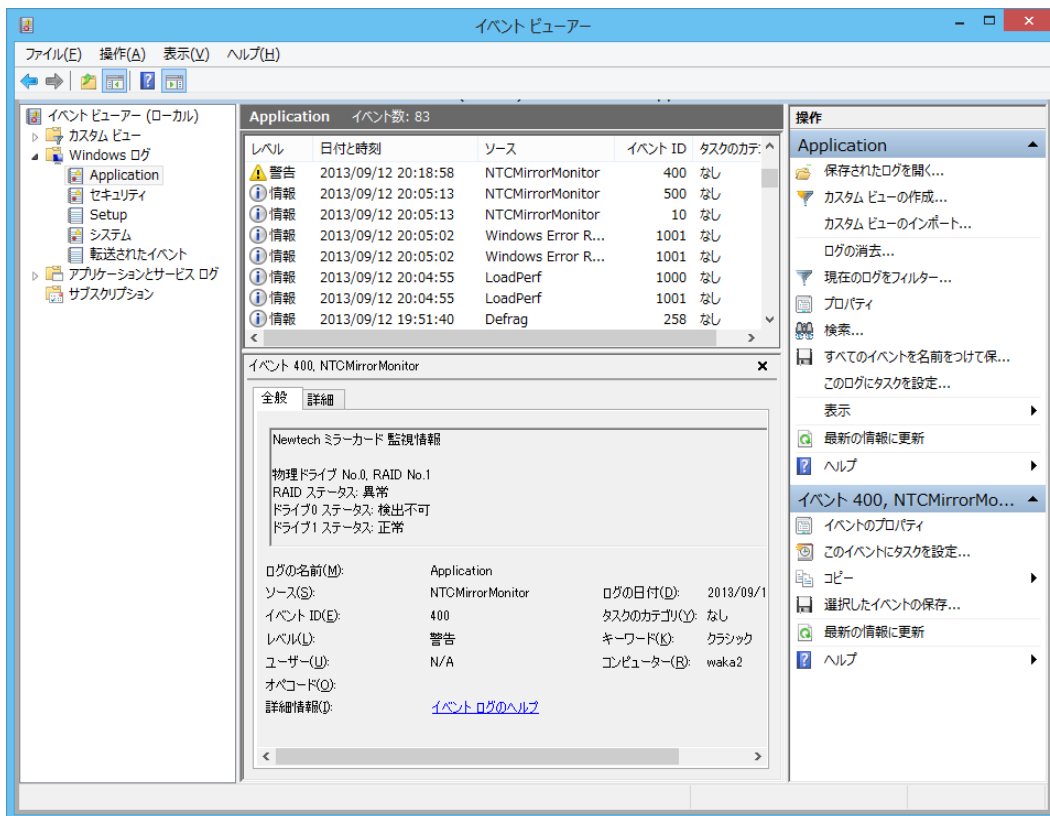 イベント ビューアー
ファイル(F) 操作(A) 表示(V) ヘルプ(H)
イベント ビューアー (ローカル)
カスタム ビュー
Windows ログ
Application
セキュリティ
Setup
システム
転送されたイベント
アプリケーションとサービス ログ
サブスクリプション
Application イベント数: 83
レベル 日付と時刻 ソース イベント ID タスクのカテ
警告 2013/09/12 20:18:58 NTCMirrorMonitor 400 なし
情報 2013/09/12 20:05:13 NTCMirrorMonitor 500 なし
情報 2013/09/12 20:05:13 NTCMirrorMonitor 10 なし
情報 2013/09/12 20:05:02 Windows Error R... 1001 なし
情報 2013/09/12 20:05:02 Windows Error R... 1001 なし
情報 2013/09/12 20:04:55 LoadPerf 1000 なし
情報 2013/09/12 20:04:55 LoadPerf 1001 なし
情報 2013/09/12 19:51:40 Defrag 258 なし
イベント 400, NTCMirrorMonitor
全般 詳細
Newtech ミラーカード 監視情報
物理ドライブ No.0, RAID No.1
RAID ステータス: 異常
ドライブ0 ステータス: 検出不可
ドライブ1 ステータス: 正常
ログの名前(M): Application
ソース(S): NTCMirrorMonitor ログの日付(D): 2013/09/1
イベント ID(E): 400 タスクのカテゴリ(Y): なし
レベル(L): 警告 キーワード(K): クラシック
ユーザー(U): N/A コンピューター(R): waka2
オペコード(O):
詳細情報(I): イベント ログのヘルプ
操作
Application
保存されたログを開く...
カスタム ビューの作成...
カスタム ビューのインポート...
ログの消去...
現在のログをフィルター...
プロパティ
検索...
すべてのイベントを名前をつけて保...
このログにタスクを設定...
表示
最新の情報に更新
ヘルプ
イベント 400, NTCMirrorMo...
イベントのプロパティ
このイベントにタスクを設定...
コピー
選択したイベントの保存...
最新の情報に更新
ヘルプ